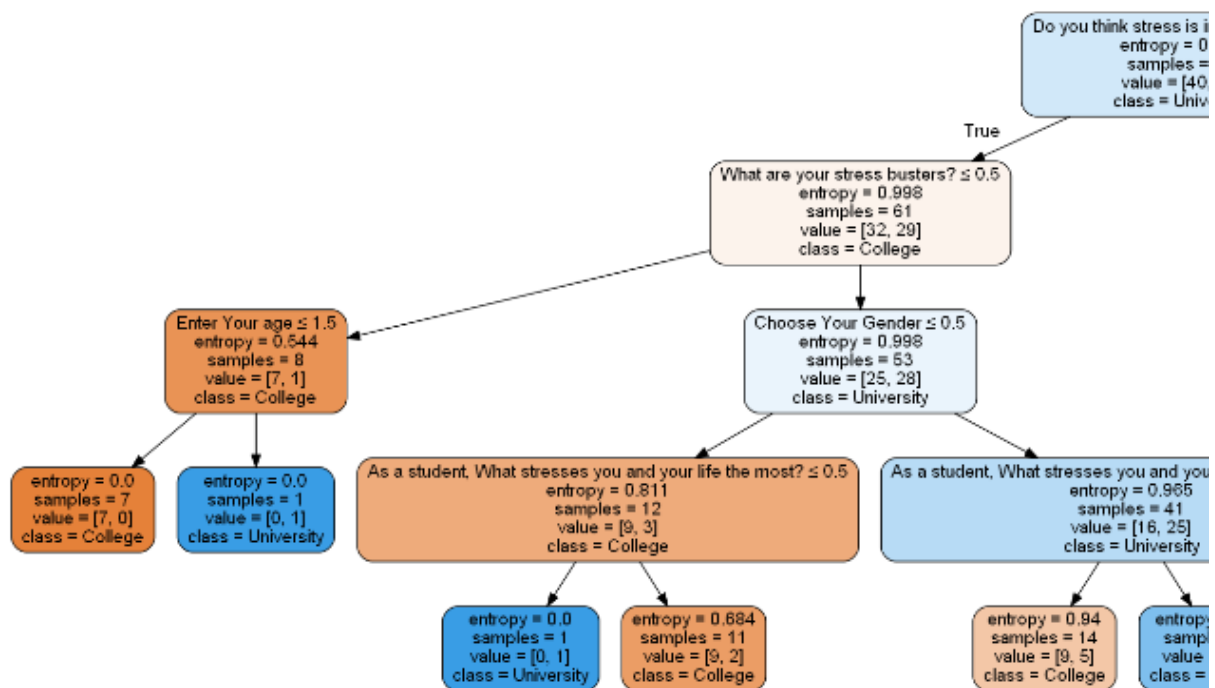 Do you think stress is i
entropy = 0
samples =
value = [40,
class = Unive
True
What are your stress busters? ≤ 0.5
entropy = 0.998
samples = 61
value = [32, 29]
class = College
Enter Your age ≤ 1.5
entropy = 0.544
samples = 8
value = [7, 1]
class = College
Choose Your Gender ≤ 0.5
entropy = 0.998
samples = 53
value = [25, 28]
class = University
entropy = 0.0
samples = 7
value = [7, 0]
class = College
entropy = 0.0
samples = 1
value = [0, 1]
class = University
As a student, What stresses you and your life the most? ≤ 0.5
entropy = 0.811
samples = 12
value = [9, 3]
class = College
As a student, What stresses you and you
entropy = 0.965
samples = 41
value = [16, 25]
class = University
entropy = 0.0
samples = 1
value = [0, 1]
class = University
entropy = 0.684
samples = 11
value = [9, 2]
class = College
entropy = 0.94
samples = 14
value = [9, 5]
class = College
entropy
samp
value
class =